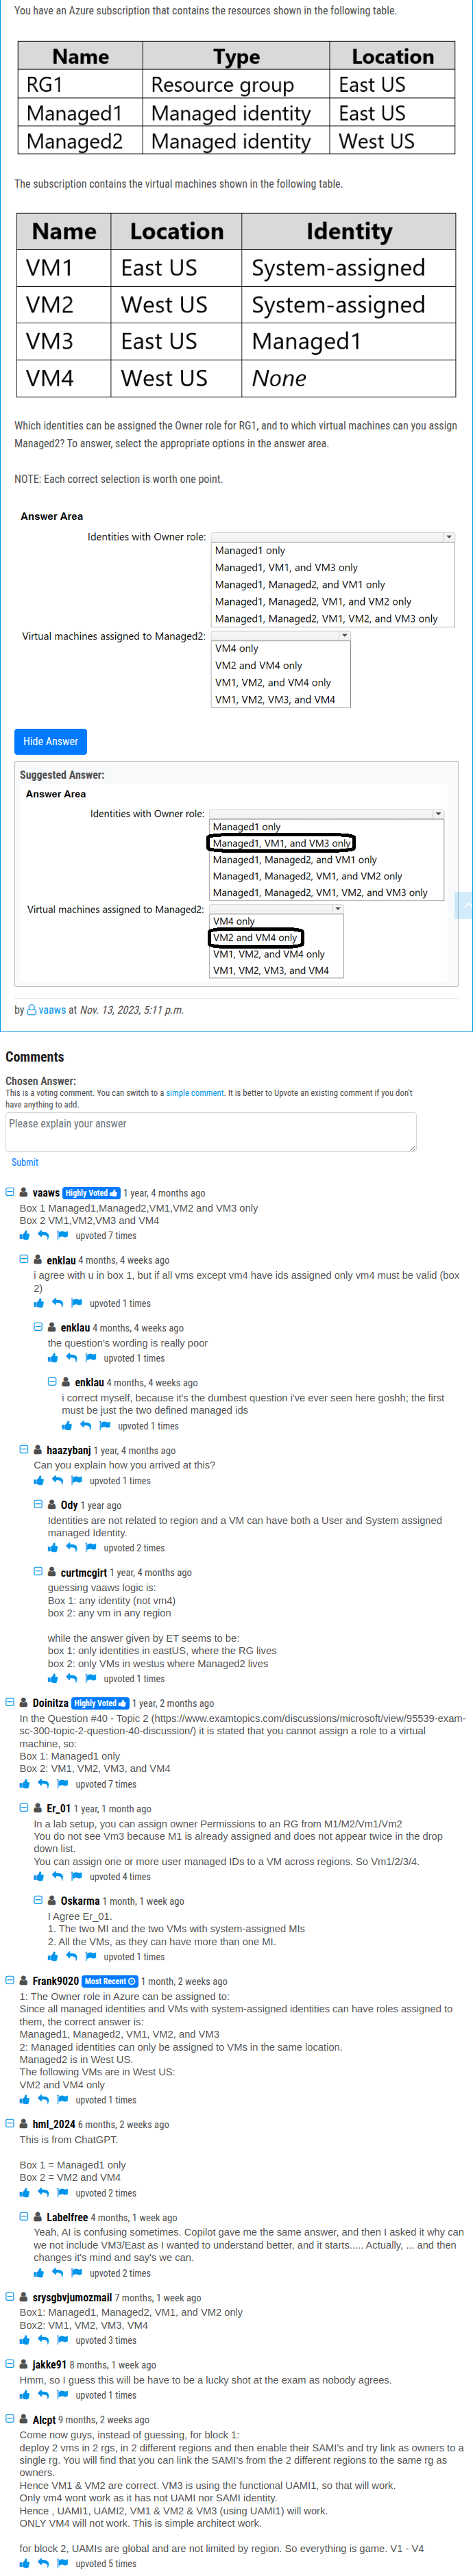 You have an Azure subscription that contains the resources shown in the following table.
Name Type Location
RG1 Resource group East US
Managed1 Managed identity East US
Managed2 Managed identity West US
The subscription contains the virtual machines shown in the following table.
Name Location Identity
VM1 East US System-assigned
VM2 West US System-assigned
VM3 East US Managed1
VM4 West US None
Which identities can be assigned the Owner role for RG1, and to which virtual machines can you assign
Managed2? To answer, select the appropriate options in the answer area.
NOTE: Each correct selection is worth one point.
Answer Area
Identities with Owner role:
Managed1 only
Managed1, VM1, and VM3 only
Managed1, Managed2, and VM1 only
Managed1, Managed2, VM1, and VM2 only
Managed1, Managed2, VM1, VM2, and VM3 only
Virtual machines assigned to Managed2:
VM4 only
VM2 and VM4 only
VM1, VM2, and VM4 only
VM1, VM2, VM3, and VM4
Hide Answer
Suggested Answer:
Answer Area
Identities with Owner role:
Managed1 only
Managed1, VM1, and VM3 only
Managed1, Managed2, and VM1 only
Managed1, Managed2, VM1, and VM2 only
Managed1, Managed2, VM1, VM2, and VM3 only
Virtual machines assigned to Managed2:
VM4 only
VM2 and VM4 only
VM1, VM2, and VM4 only
VM1, VM2, VM3, and VM4
by vaaws at Nov. 13, 2023, 5:11 p.m.
Comments
Chosen Answer:
This is a voting comment. You can switch to a simple comment. It is better to Upvote an existing comment if you don't
have anything to add.
Please explain your answer
Submit
vaaws Highly Voted 1 year, 4 months ago
Box 1 Managed1,Managed2,VM1,VM2 and VM3 only
Box 2 VM1,VM2,VM3 and VM4
upvoted 7 times
enklau 4 months, 4 weeks ago
i agree with u in box 1, but if all vms except vm4 have ids assigned only vm4 must be valid (box
2)
upvoted 1 times
enklau 4 months, 4 weeks ago
the question's wording is really poor
upvoted 1 times
enklau 4 months, 4 weeks ago
i correct myself, because it's the dumbest question i've ever seen here goshh; the first
must be just the two defined managed ids
upvoted 1 times
haazybanj 1 year, 4 months ago
Can you explain how you arrived at this?
upvoted 1 times
Ody 1 year ago
Identities are not related to region and a VM can have both a User and System assigned
managed Identity.
upvoted 2 times
curtmcgirt 1 year, 4 months ago
guessing vaaws logic is:
Box 1: any identity (not vm4)
box 2: any vm in any region
while the answer given by ET seems to be:
box 1: only identities in eastUS, where the RG lives
box 2: only VMs in westus where Managed2 lives
upvoted 1 times
Doinitza Highly Voted 1 year, 2 months ago
In the Question #40 - Topic 2 (https://www.examtopics.com/discussions/microsoft/view/95539-exam-
sc-300-topic-2-question-40-discussion/) it is stated that you cannot assign a role to a virtual
machine, so:
Box 1: Managed1 only
Box 2: VM1, VM2, VM3, and VM4
upvoted 7 times
Er_01 1 year, 1 month ago
In a lab setup, you can assign owner Permissions to an RG from M1/M2/Vm1/Vm2
You do not see Vm3 because M1 is already assigned and does not appear twice in the drop
down list.
You can assign one or more user managed IDs to a VM across regions. So Vm1/2/3/4.
upvoted 4 times
Oskarma 1 month, 1 week ago
I Agree Er_01.
1. The two MI and the two VMs with system-assigned MIs
2. All the VMs, as they can have more than one MI.
upvoted 1 times
Frank9020 Most Recent 1 month, 2 weeks ago
1: The Owner role in Azure can be assigned to:
Since all managed identities and VMs with system-assigned identities can have roles assigned to
them, the correct answer is:
Managed1, Managed2, VM1, VM2, and VM3
2: Managed identities can only be assigned to VMs in the same location.
Managed2 is in West US.
The following VMs are in West US:
VM2 and VM4 only
upvoted 1 times
hml_2024 6 months, 2 weeks ago
This is from ChatGPT.
Box 1 = Managed1 only
Box 2 = VM2 and VM4
upvoted 2 times
Labelfree 4 months, 1 week ago
Yeah, AI is confusing sometimes. Copilot gave me the same answer, and then I asked it why can
we not include VM3/East as I wanted to understand better, and it starts..... Actually, ... and then
changes it's mind and say's we can.
upvoted 2 times
srysgbvjumozmail 7 months, 1 week ago
Box1: Managed1, Managed2, VM1, and VM2 only
Box2: VM1, VM2, VM3, VM4
upvoted 3 times
jakke91 8 months, 1 week ago
Hmm, so I guess this will be have to be a lucky shot at the exam as nobody agrees.
upvoted 1 times
Alcpt 9 months, 2 weeks ago
Come now guys, instead of guessing, for block 1:
deploy 2 vms in 2 rgs, in 2 different regions and then enable their SAMI's and try link as owners to a
single rg. You will find that you can link the SAMI's from the 2 different regions to the same rg as
owners.
Hence VM1 & VM2 are correct. VM3 is using the functional UAMI1, so that will work.
Only vm4 wont work as it has not UAMI nor SAMI identity.
Hence , UAMI1, UAMI2, VM1 & VM2 & VM3 (using UAMI1) will work.
ONLY VM4 will not work. This is simple architect work.
for block 2, UAMIs are global and are not limited by region. So everything is game. V1 - V4
upvoted 5 times